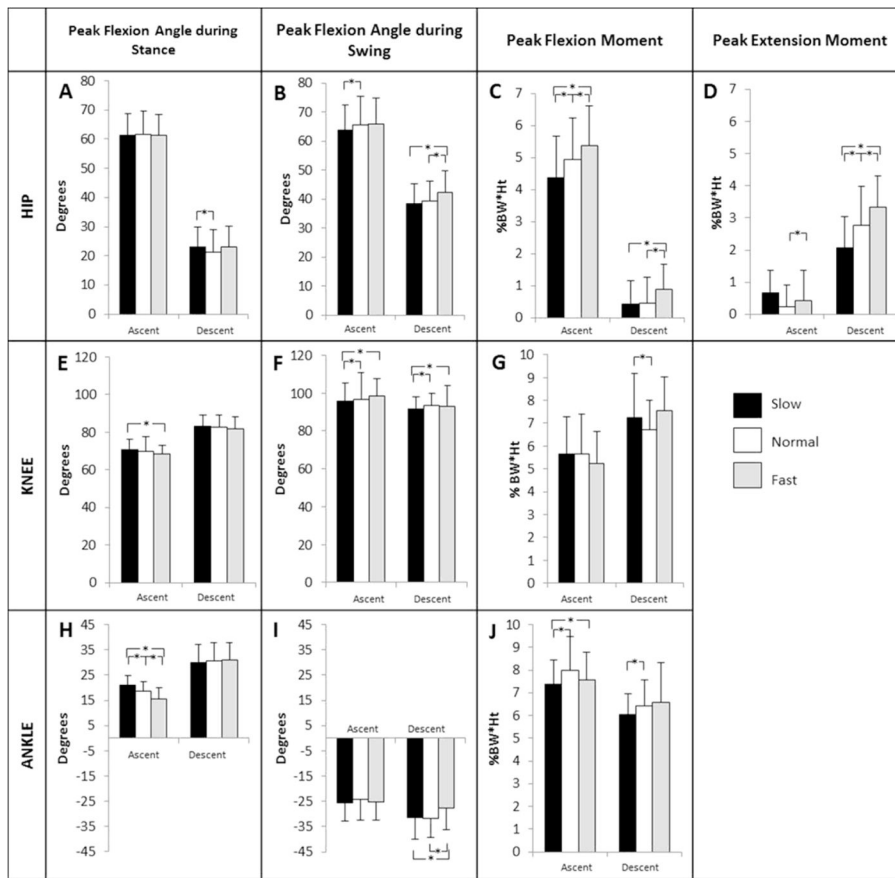 Peak Flexion Angle during
Stance
Peak Flexion Angle during
Swing
Peak Flexion Moment
Peak Extension Moment
HIP
A
Degrees
80
70
60
50
40
30
20
10
0
Ascent
Descent
*
B
Degrees
80
70
60
50
40
30
20
10
0
Ascent
Descent
*
*
*
C
%BW*Ht
7
6
5
4
3
2
1
0
Ascent
Descent
*
* *
*
*
D
%BW*Ht
7
6
5
4
3
2
1
0
Ascent
Descent
*
*
* *
KNEE
E
Degrees
120
100
80
60
40
20
0
Ascent
Descent
*
F
Degrees
120
100
80
60
40
20
0
Ascent
Descent
*
*
*
*
G
% BW*Ht
10
9
8
7
6
5
4
3
2
1
0
Ascent
Descent
*
Slow
Normal
Fast
ANKLE
H
Degrees
45
35
25
15
5
-5
-15
-25
-35
-45
Ascent
Descent
*
* *
I
Degrees
45
35
25
15
5
-5
-15
-25
-35
-45
Ascent
Descent
*
*
J
%BW*Ht
10
9
8
7
6
5
4
3
2
1
0
Ascent
Descent
*
*
*